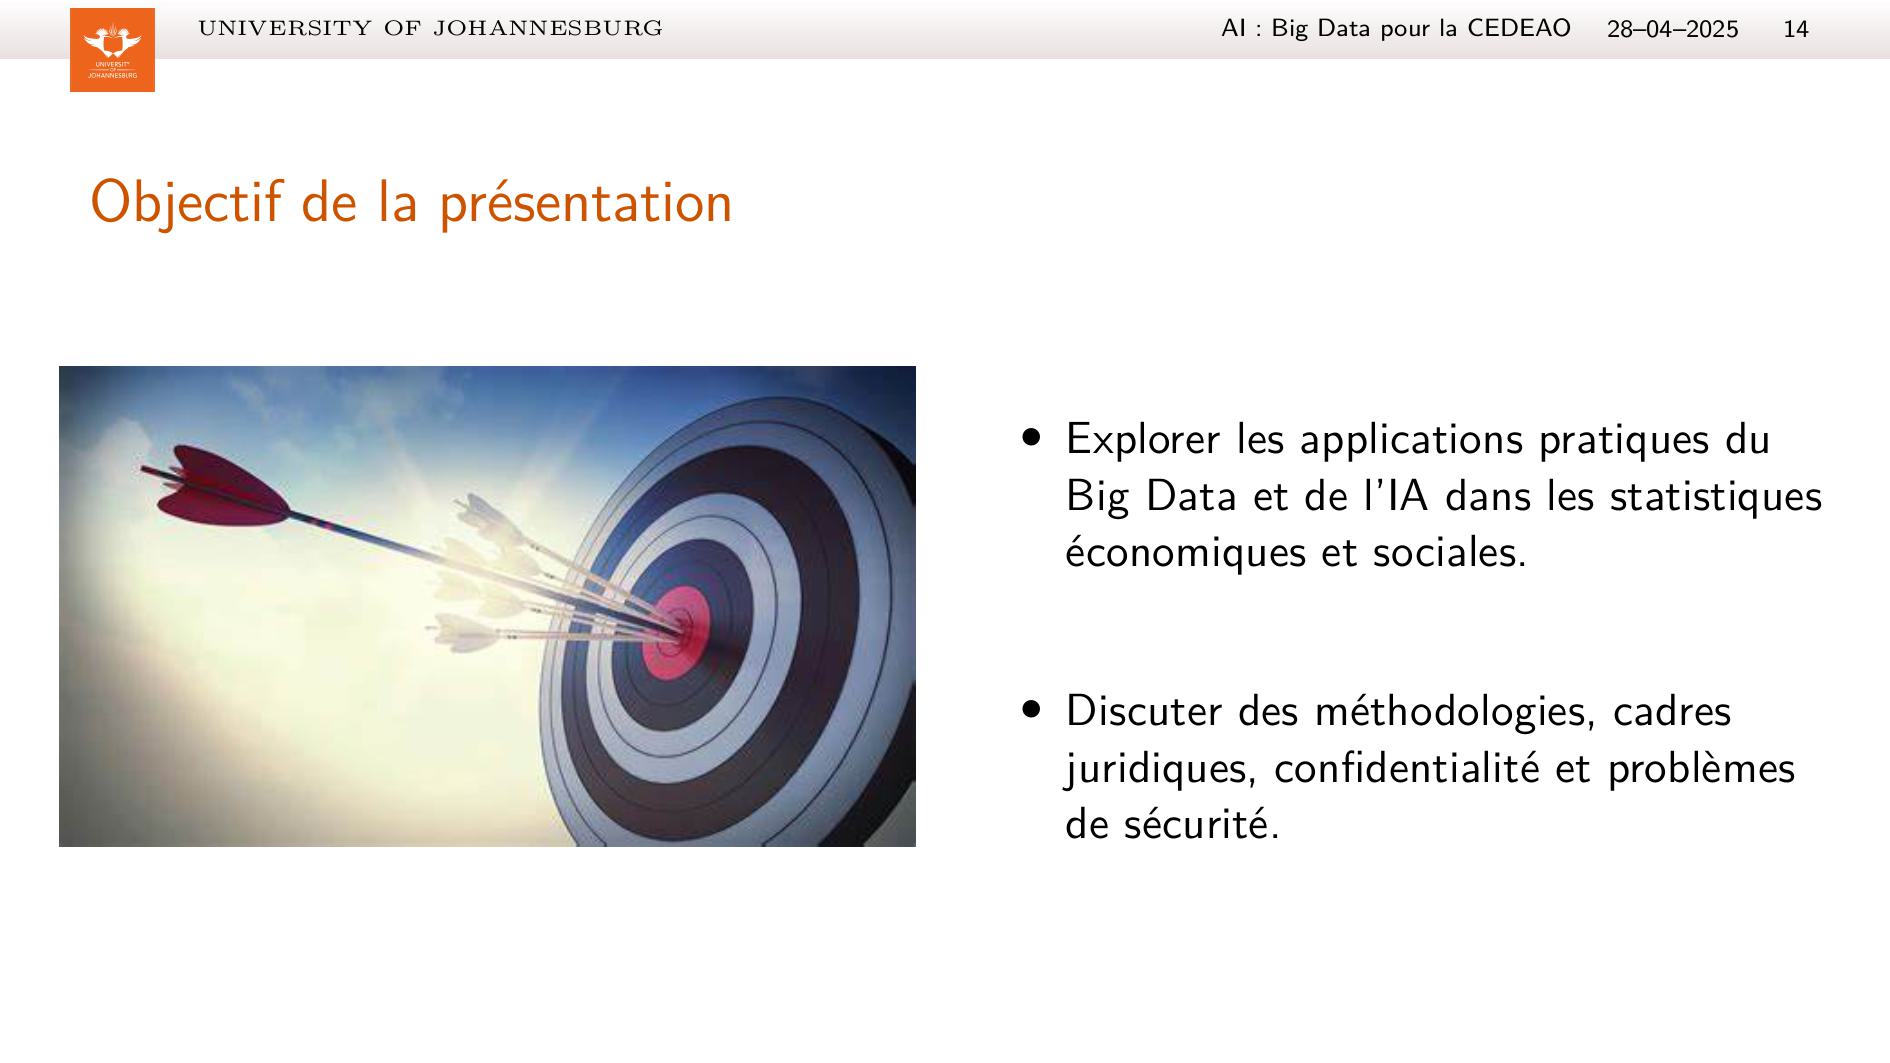 UNIVERSITY OF JOHANNESBURG
AI : Big Data pour la CEDEAO 28–04–2025 14
UNIVERSITY
OF
JOHANNESBURG
Objectif de la présentation
• Explorer les applications pratiques du
Big Data et de l'IA dans les statistiques
économiques et sociales.
• Discuter des méthodologies, cadres
juridiques, confidentialité et problèmes
de sécurité.